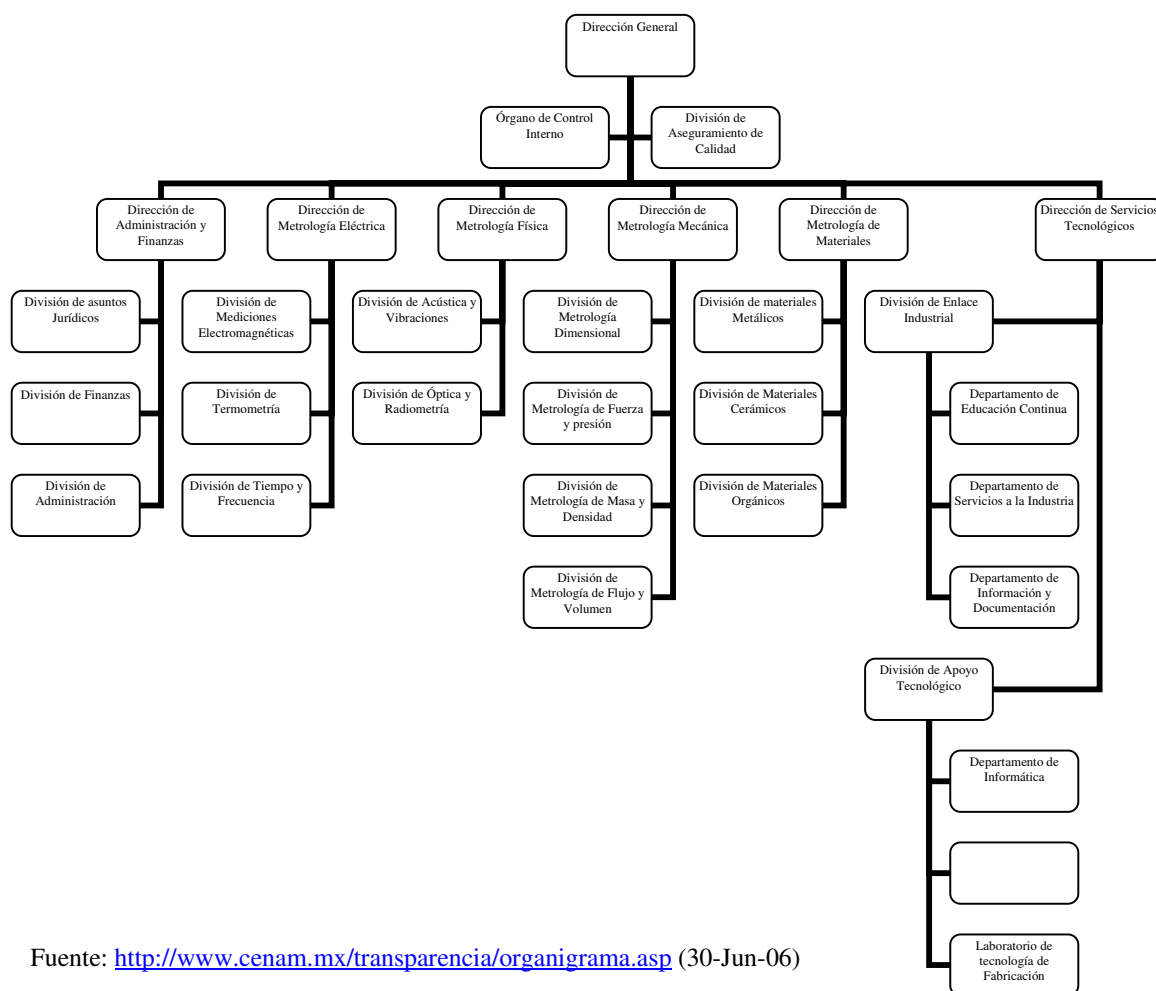 Dirección General
Órgano de Control
Interno
División de
Aseguramiento de
Calidad
Dirección de
Administración y
Finanzas
Dirección de
Metrología Eléctrica
Dirección de
Metrología Física
Dirección de
Metrología Mecánica
Dirección de
Metrología de
Materiales
Dirección de Servicios
Tecnológicos
División de asuntos
Jurídicos
División de Finanzas
División de
Administración
División de
Mediciones
Electromagnéticas
División de
Termometría
División de Tiempo y
Frecuencia
División de Acústica y
Vibraciones
División de Óptica y
Radiometría
División de
Metrología
Dimensional
División de
Metrología de Fuerza
y presión
División de
Metrología de Masa y
Densidad
División de
Metrología de Flujo y
Volumen
División de materiales
Metálicos
División de Materiales
Cerámicos
División de Materiales
Orgánicos
División de Enlace
Industrial
Departamento de
Educación Continua
Departamento de
Servicios a la Industria
Departamento de
Información y
Documentación
División de Apoyo
Tecnológico
Departamento de
Informática
Laboratorio de
tecnología de
Fabricación
Fuente: http://www.cenam.mx/transparencia/organigrama.asp (30-Jun-06)